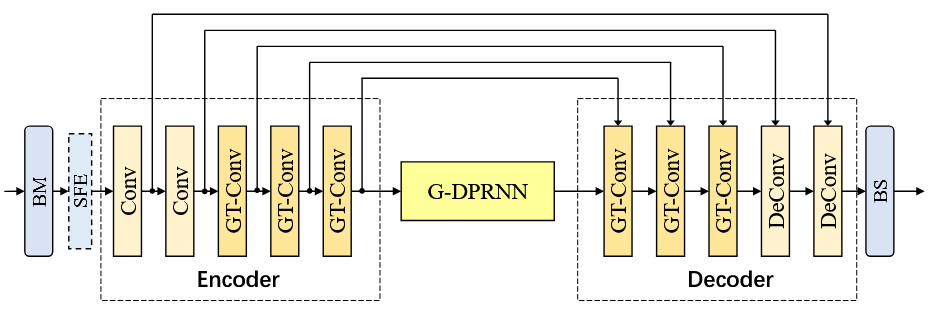 BM
SFE
Conv
Conv
GT-Conv
GT-Conv
GT-Conv
Encoder
G-DPRNN
GT-Conv
GT-Conv
GT-Conv
DeConv
DeConv
Decoder
BS